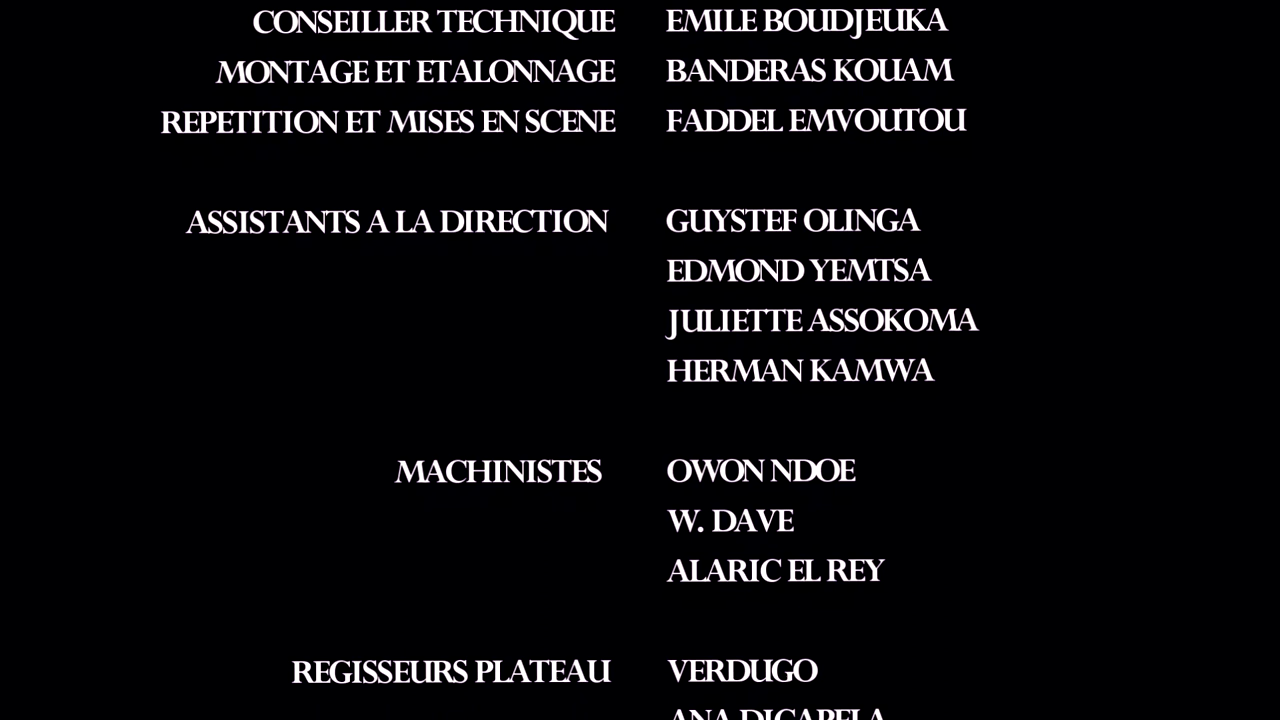 CONSEILLER TECHNIQUE EMILE BOUDJEUKA
MONTAGE ET ETALONNAGE BANDERAS KOUAM
REPETITION ET MISES EN SCENE FADDEL EMVOUTOU
ASSISTANTS A LA DIRECTION GUYSTEF OLINGA
EDMOND YEMTSA
JULIETTE ASSOKOMA
HERMAN KAMWA
MACHINISTES OWON NDOE
W. DAVE
ALARIC EL REY
REGISSEURS PLATEAU VERDUGO
ANA